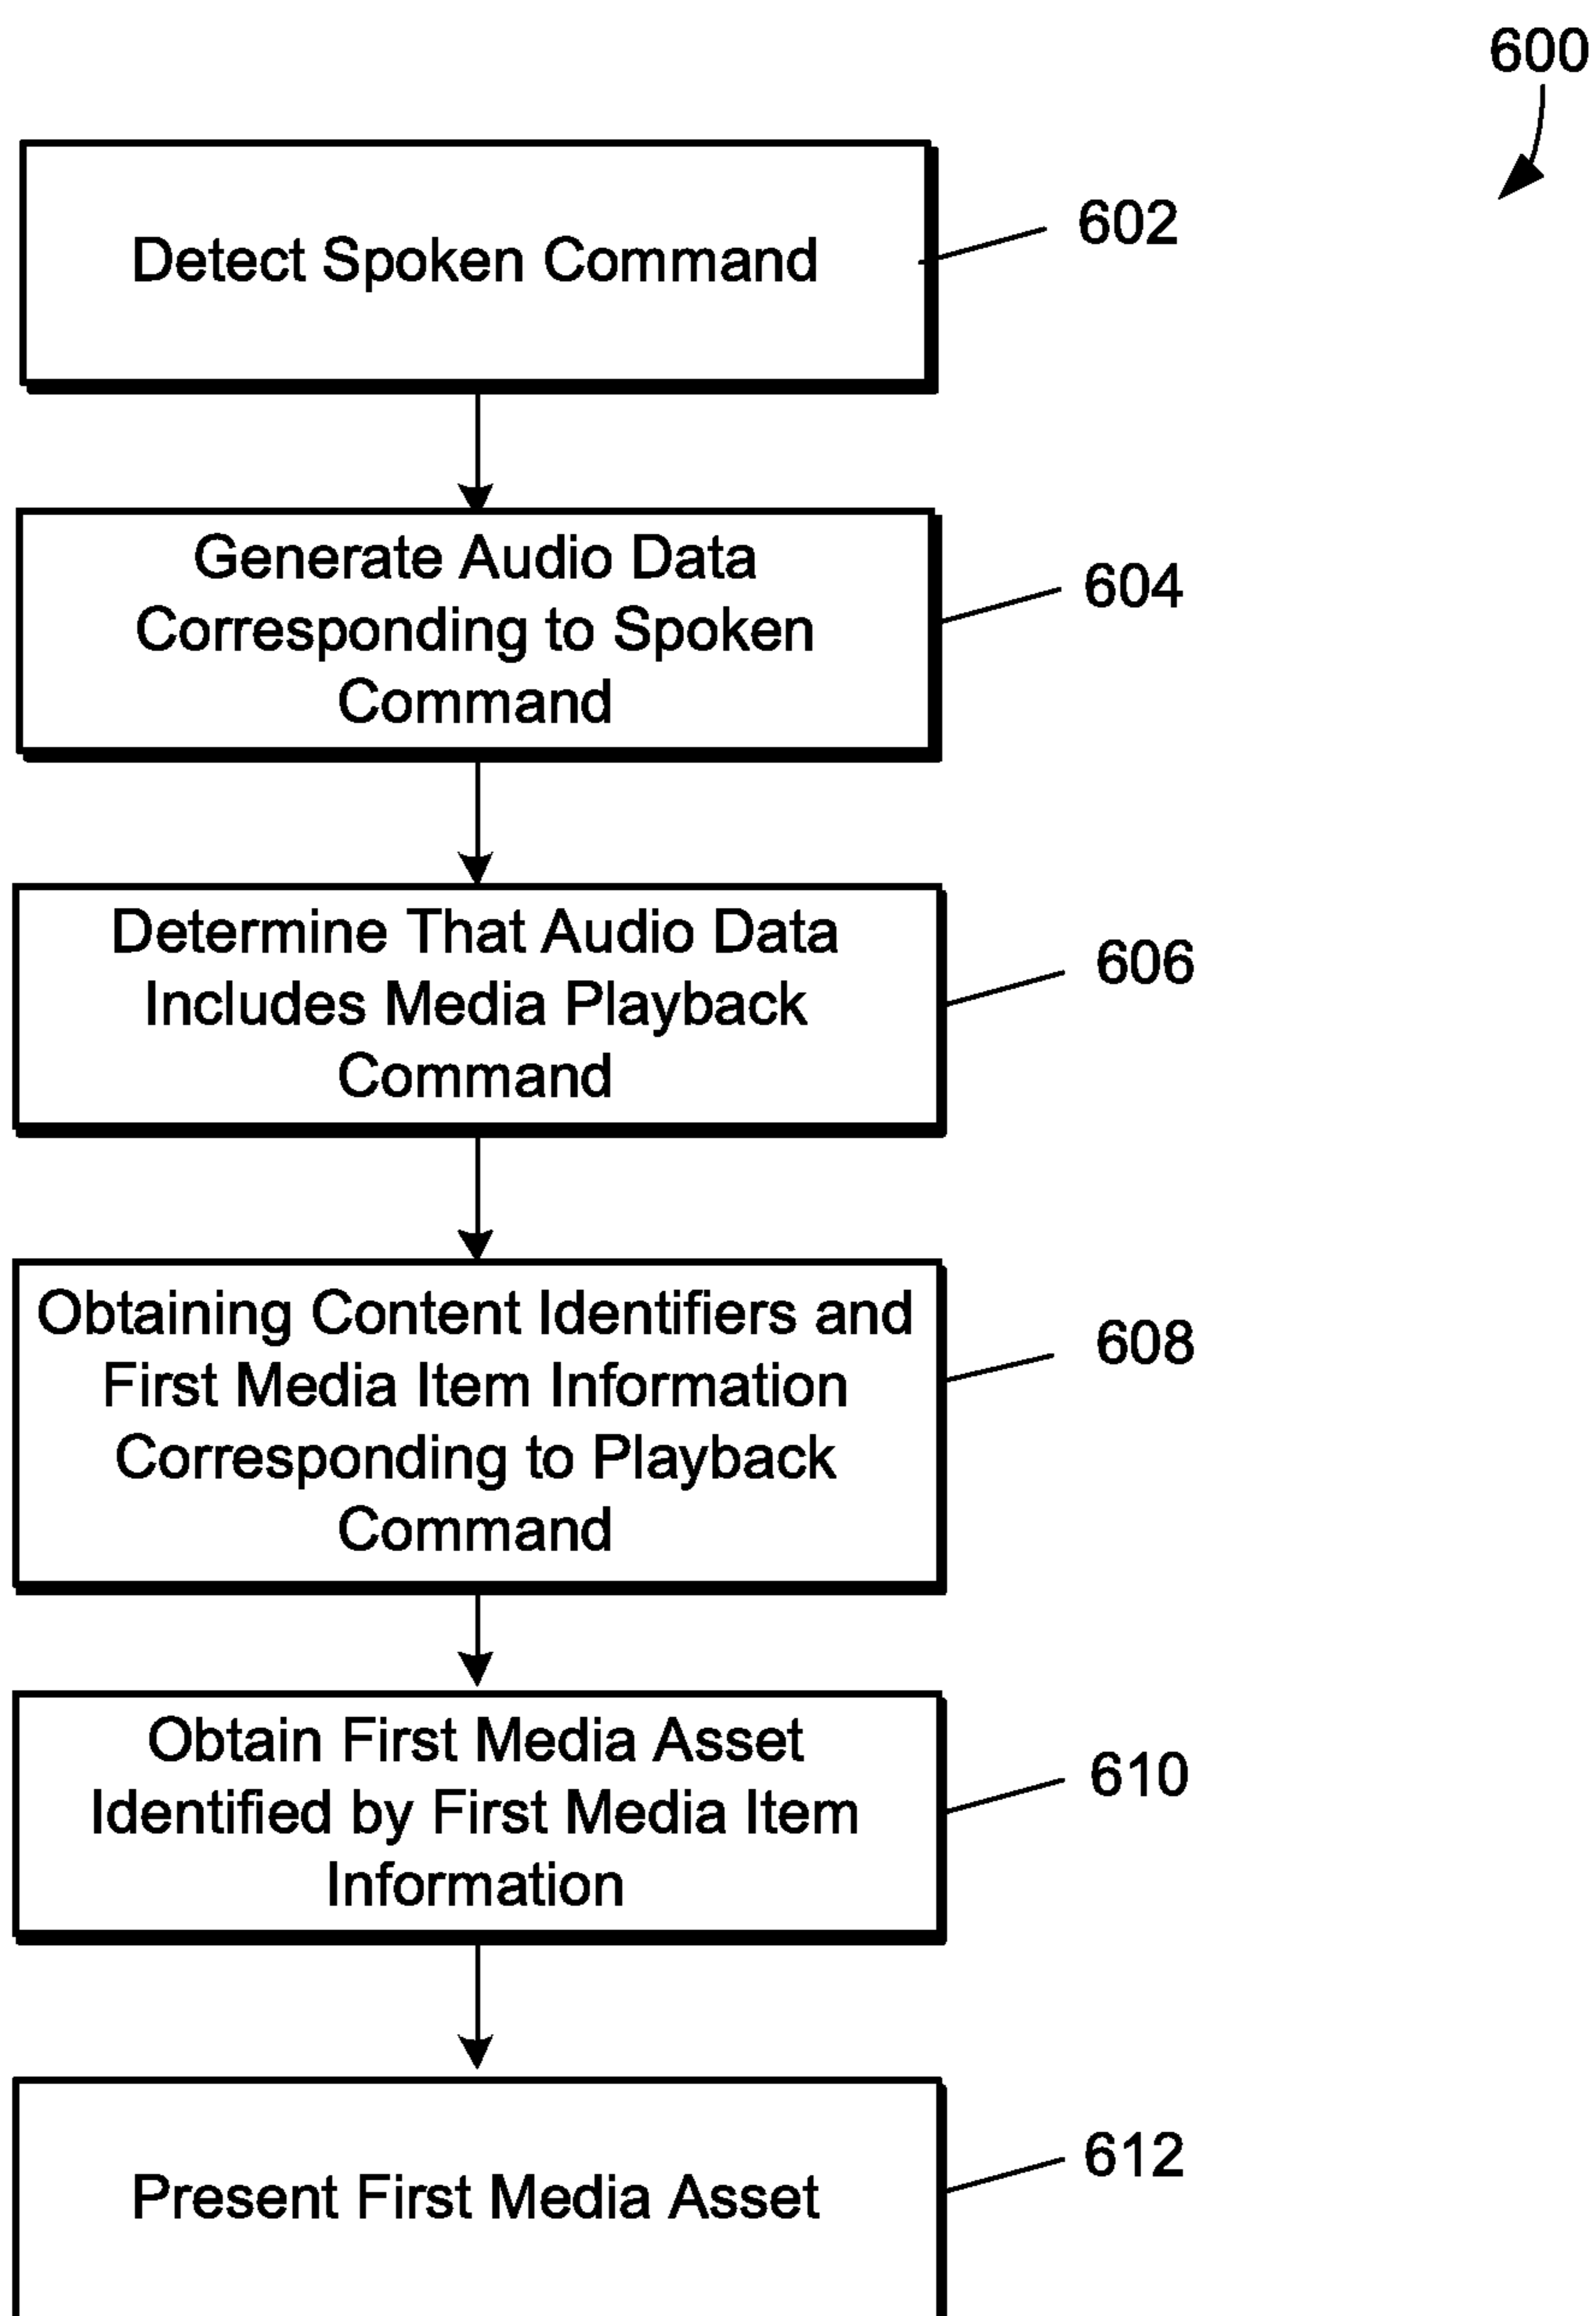 600
Detect Spoken Command
602
Generate Audio Data
Corresponding to Spoken
Command
604
Determine That Audio Data
Includes Media Playback
Command
606
Obtaining Content Identifiers and
First Media Item Information
Corresponding to Playback
Command
608
Obtain First Media Asset
Identified by First Media Item
Information
610
Present First Media Asset
612